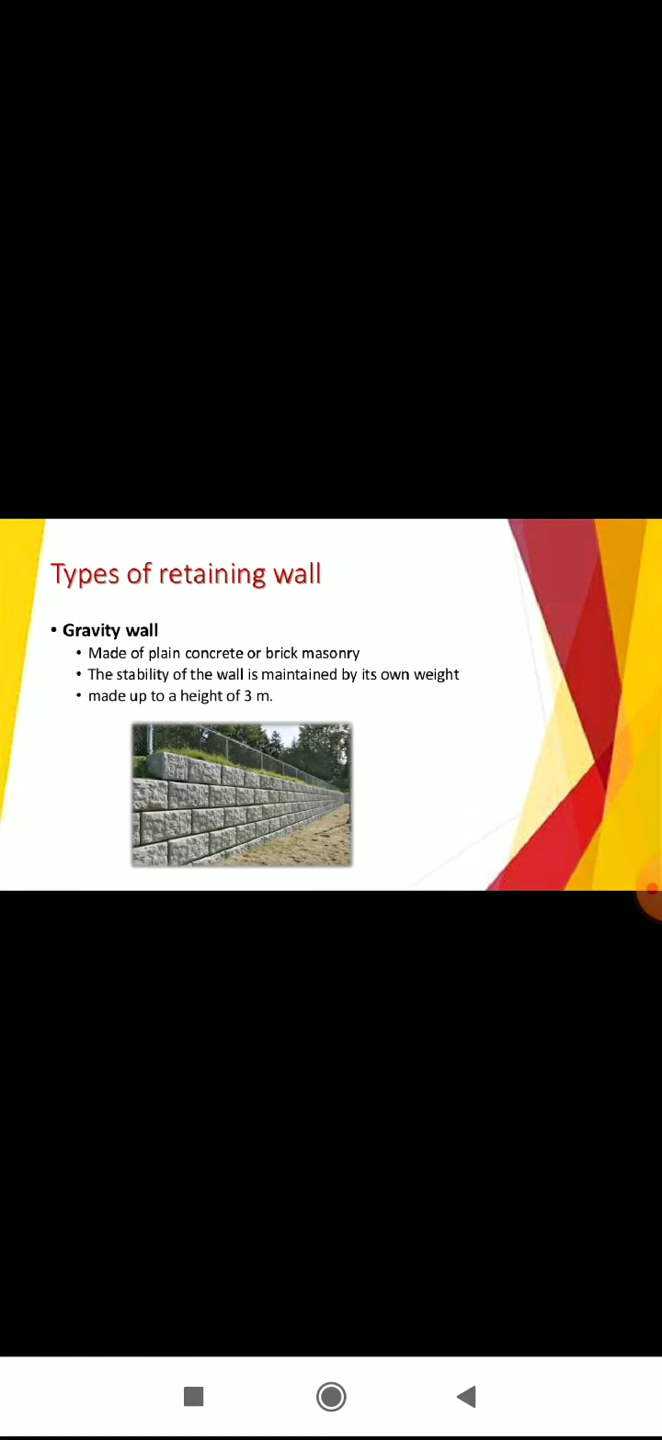 Types of retaining wall
• Gravity wall
• Made of plain concrete or brick masonry
• The stability of the wall is maintained by its own weight
• made up to a height of 3 m.